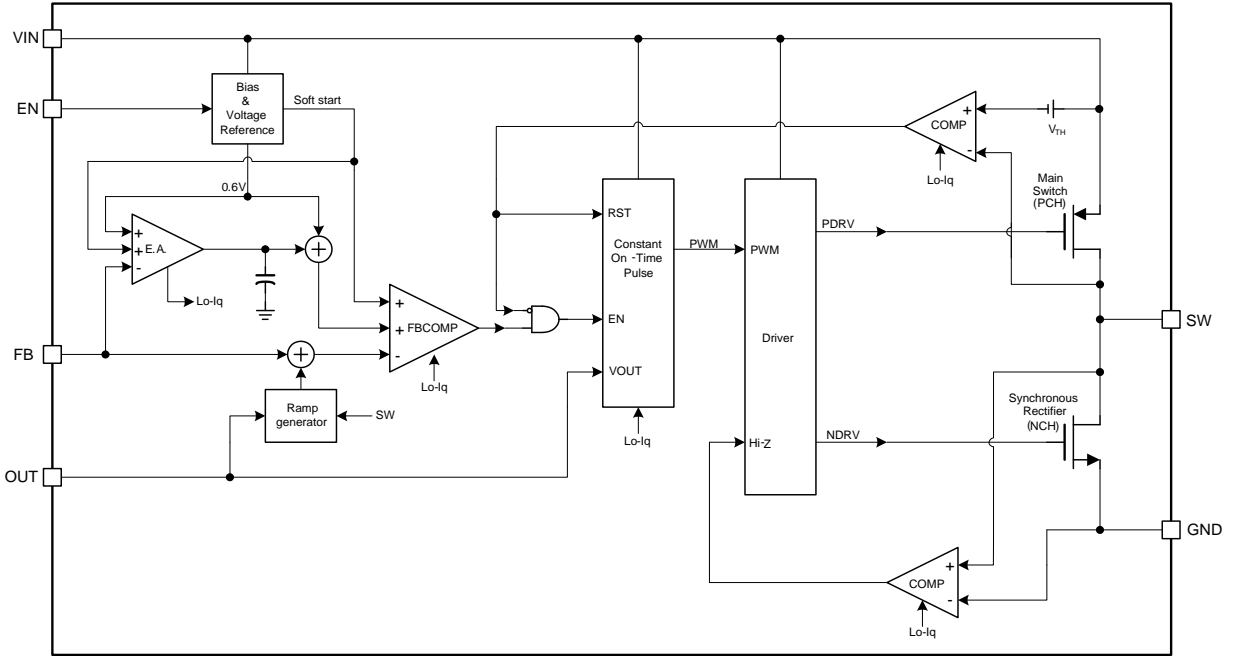 VIN
EN
Bias
&
Voltage
Reference
Soft start
0.6V
+
+
-
E.A.
Lo-Iq
+
FB
+
Ramp
generator
SW
OUT
+
+
-
FBCOMP
Lo-Iq
RST
Constant
On -Time
Pulse
EN
VOUT
Lo-Iq
PWM
PWM
Driver
Hi-Z
PDRV
NDRV
+
-
COMP
Lo-Iq
VTH
Main
Switch
(PCH)
SW
Synchronous
Rectifier
(NCH)
GND
+
-
COMP
Lo-Iq